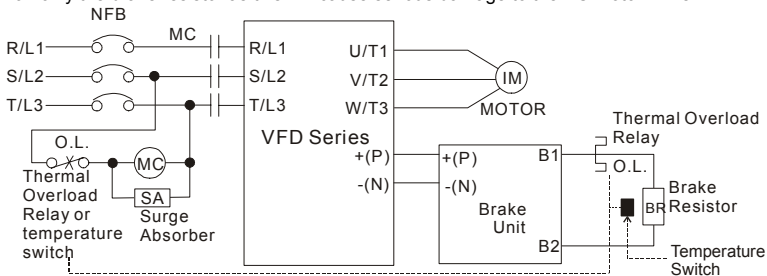 NFB
MC
R/L1
R/L1
U/T1
S/L2
S/L2
V/T2
IM
T/L3
T/L3
W/T3
MOTOR
VFD Series
O.L.
MC
SA
Surge
Absorber
Thermal
Overload
Relay or
temperature
switch
+(P)
-(N)
+(P)
-(N)
Brake
Unit
B1
B2
Thermal Overload
Relay
O.L.
BR
Brake
Resistor
Temperature
Switch